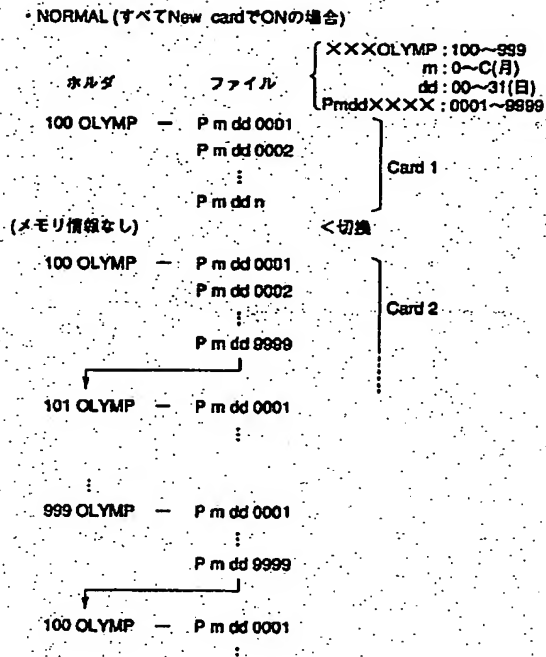 ・NORMAL (すべてNew cardでONの場合)
×××OLYMP : 100〜999
m : 0〜C(月)
dd : 00〜31(日)
Pmdd×××× : 0001〜9999
ホルダ ファイル
100 OLYMP — P m dd 0001
P m dd 0002
⋮
P m dd n
Card 1
(メモリ情報なし) <切換
100 OLYMP — P m dd 0001
P m dd 0002
⋮
P m dd 9999
Card 2
101 OLYMP — P m dd 0001
⋮
⋮
999 OLYMP — P m dd 0001
⋮
P m dd 9999
100 OLYMP — P m dd 0001
⋮